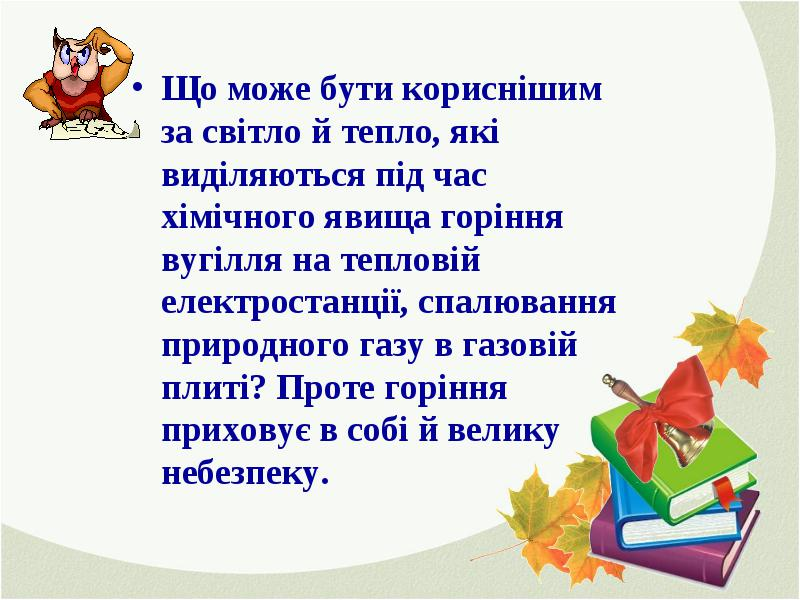 • Що може бути кориснішим
за світло й тепло, які
виділяються під час
хімічного явища горіння
вугілля на тепловій
електростанції, спалювання
природного газу в газовій
плиті? Проте горіння
приховує в собі й велику
небезпеку.